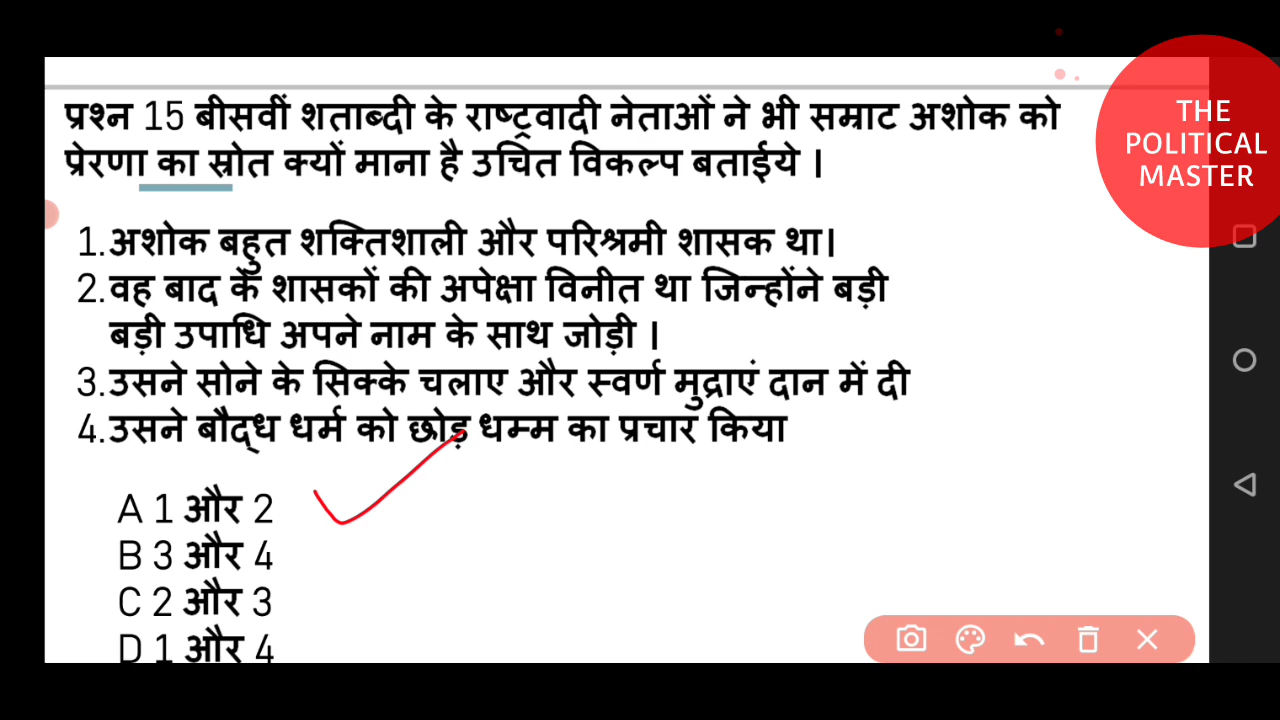 प्रश्न 15 बीसवीं शताब्दी के राष्ट्रवादी नेताओं ने भी सम्राट अशोक को
प्रेरणा का स्रोत क्यों माना है उचित विकल्प बताईये ।
1.अशोक बहुत शक्तिशाली और परिश्रमी शासक था।
2.वह बाद के शासकों की अपेक्षा विनीत था जिन्होंने बड़ी
बड़ी उपाधि अपने नाम के साथ जोड़ी ।
3.उसने सोने के सिक्के चलाए और स्वर्ण मुद्राएं दान में दी
4.उसने बौद्ध धर्म को छोड़ धम्म का प्रचार किया
A 1 और 2
B 3 और 4
C 2 और 3
D 1 और 4
THE
POLITICAL
MASTER